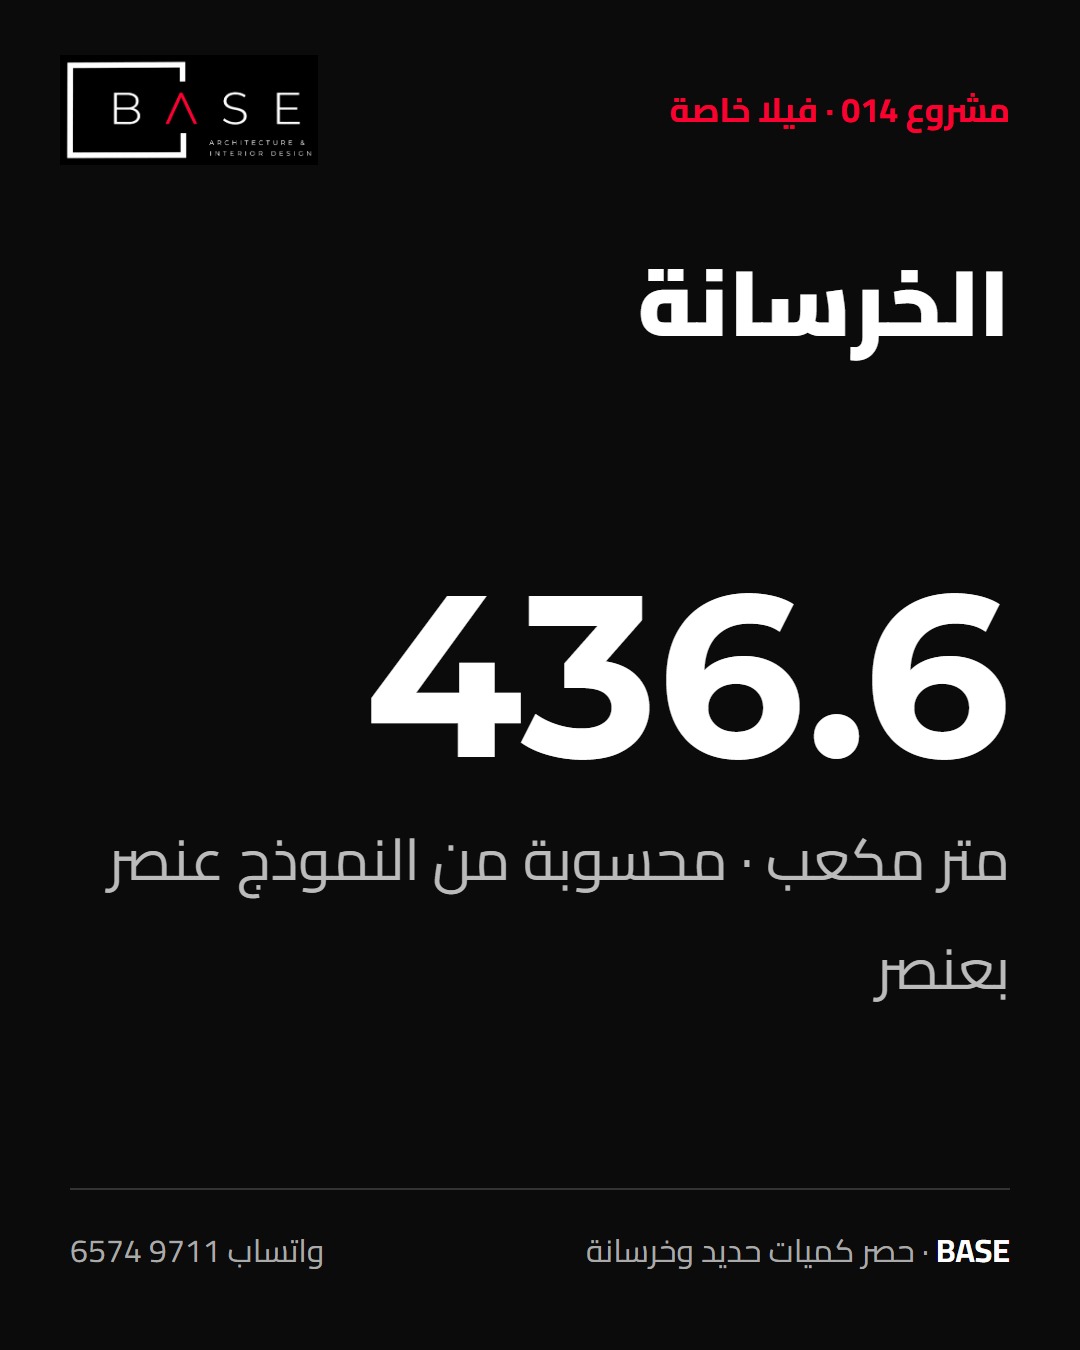 BASE
ARCHITECTURE &
INTERIOR DESIGN
مشروع 014 · فيلا خاصة
الخرسانة
436.6
متر مكعب · محسوبة من النموذج عنصر
بعنصر
BASE · حصر كميات حديد وخرسانة
واتساب 9711 6574